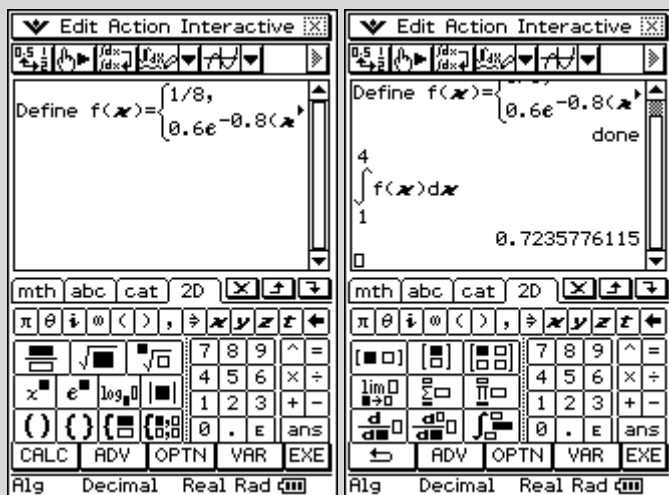 Edit Action Interactive
Define f(x)={1/8,
0.6e^-0.8(x
mth abc cat 2D
π θ i ∞ ( ) , ⇒ x y z t
7 8 9 ^ =
4 5 6 × ÷
1 2 3 + −
0 . E ans
CALC ADV OPTN VAR EXE
Alg Decimal Real Rad
Edit Action Interactive
Define f(x)={
0.6e^-0.8(x
done
4
∫f(x)dx
1
0.7235776115
mth abc cat 2D
π θ i ∞ ( ) , ⇒ x y z t
7 8 9 ^ =
lim 4 5 6 × ÷
1 2 3 + −
0 . E ans
ADV OPTN VAR EXE
Alg Decimal Real Rad